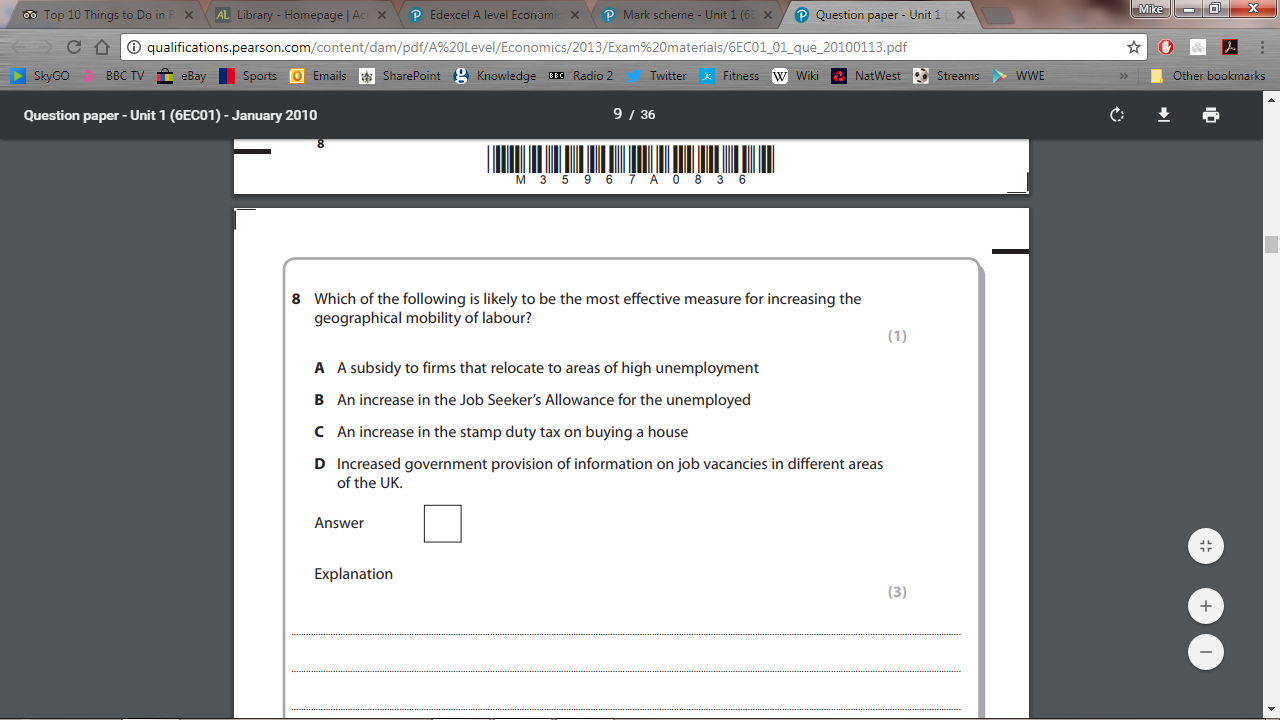 Top 10 Things to Do in R
Library - Homepage | Ac
Edexcel A level Economic
Mark scheme - Unit 1 (6E
Question paper - Unit 1
Mike
qualifications.pearson.com/content/dam/pdf/A%20Level/Economics/2013/Exam%20materials/6EC01_01_que_20100113.pdf
SkyGO BBC TV eBay Sports Emails SharePoint Knowledge BBC Radio 2 Twitter Fitness W Wiki NatWest Streams WWE » Other bookmarks
Question paper - Unit 1 (6EC01) - January 2010
9 / 36
8
M 3 5 9 6 7 A 0 8 3 6
8 Which of the following is likely to be the most effective measure for increasing the
geographical mobility of labour?
(1)
A A subsidy to firms that relocate to areas of high unemployment
B An increase in the Job Seeker's Allowance for the unemployed
C An increase in the stamp duty tax on buying a house
D Increased government provision of information on job vacancies in different areas
of the UK.
Answer
Explanation
(3)